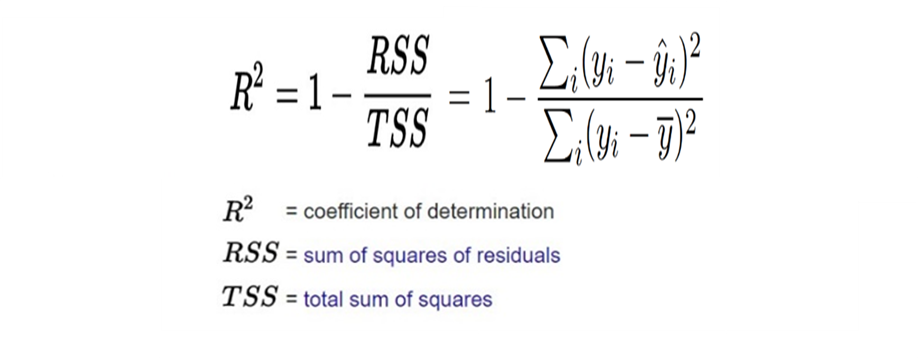 R² = 1 − RSS/TSS = 1 − ∑ᵢ(yᵢ − ŷᵢ)²/∑ᵢ(yᵢ − ȳ)²
R² = coefficient of determination
RSS = sum of squares of residuals
TSS = total sum of squares